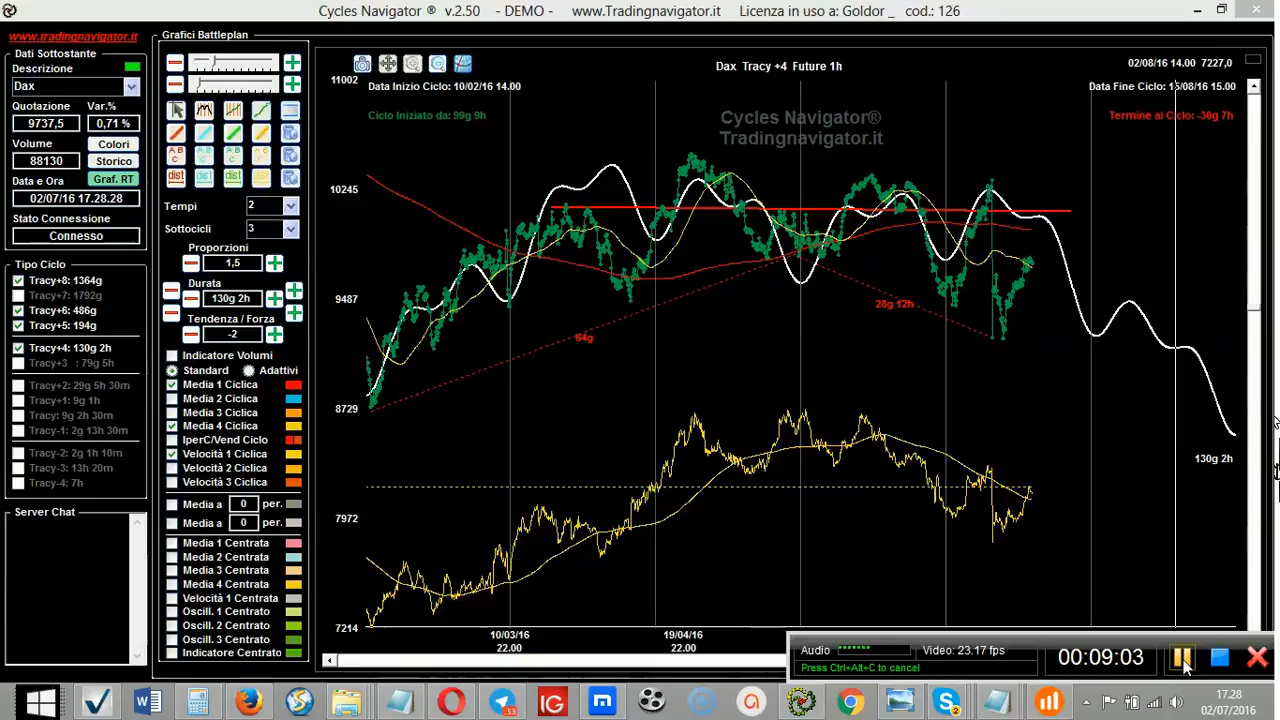 Cycles Navigator ® v.2.50 - DEMO - www.Tradingnavigator.it Licenza in uso a: Goldor _ cod.: 126
www.tradingnavigator.it
Dati Sottostante
Descrizione
Dax
Quotazione Var.%
9737,5 0,71 %
Volume Colori
88130 Storico
Data e Ora Graf. RT
02/07/16 17.28.28
Stato Connessione
Connesso
Tipo Ciclo
Tracy+8: 1364g
Tracy+7: 1792g
Tracy+6: 486g
Tracy+5: 194g
Tracy+4: 130g 2h
Tracy+3 : 79g 5h
Tracy+2: 29g 5h 30m
Tracy+1: 9g 1h
Tracy: 9g 2h 30m
Tracy-1: 2g 13h 30m
Tracy-2: 2g 1h 10m
Tracy-3: 13h 20m
Tracy-4: 7h
Server Chat
Grafici Battleplan
A B C A B C A B C A B C
dist dist dist dist
Tempi 2
Sottocicli 3
Proporzioni
1,5
Durata
130g 2h
Tendenza / Forza
-2
Indicatore Volumi
Standard Adattivi
Media 1 Ciclica
Media 2 Ciclica
Media 3 Ciclica
Media 4 Ciclica
IperC/Vend Ciclo
Velocità 1 Ciclica
Velocità 2 Ciclica
Velocità 3 Ciclica
Media a 0 per.
Media a 0 per.
Media 1 Centrata
Media 2 Centrata
Media 3 Centrata
Media 4 Centrata
Velocità 1 Centrata
Oscill. 1 Centrato
Oscill. 2 Centrato
Oscill. 3 Centrato
Indicatore Centrato
Dax Tracy +4 Future 1h
02/08/16 14.00 7227,0
11002
Data Inizio Ciclo: 10/02/16 14.00
Data Fine Ciclo: 15/08/16 15.00
Ciclo Iniziato da: 99g 9h
Termine al Ciclo: -30g 7h
Cycles Navigator®
Tradingnavigator.it
10245
9487
28g 12h
64g
8729
130g 2h
7972
7214
10/03/16 19/04/16
22.00 22.00
Audio Video: 23.17 fps
Press Ctrl+Alt+C to cancel
00:09:03
53
IG
2
17.28
02/07/2016